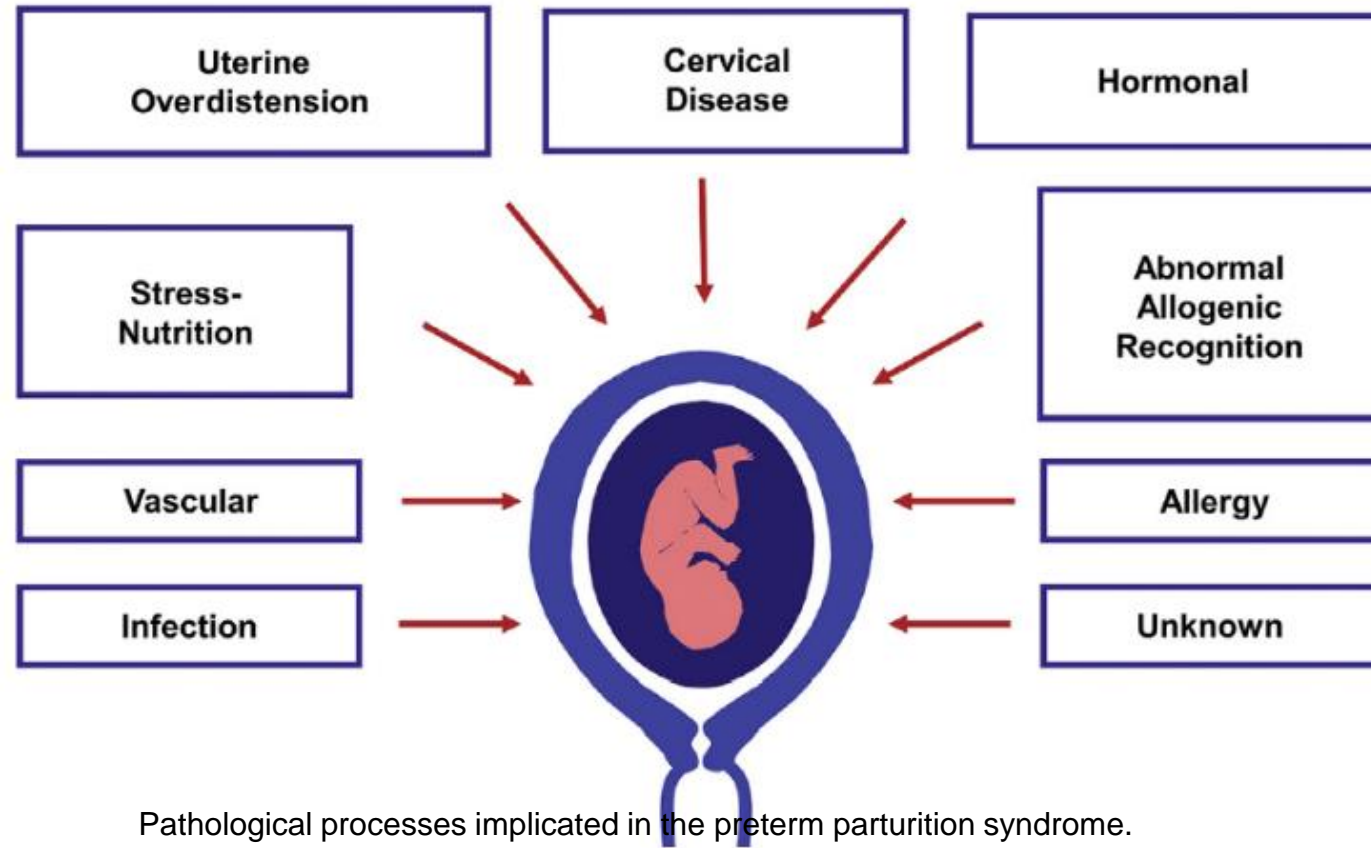 Uterine
Overdistension
Cervical
Disease
Hormonal
Stress-
Nutrition
Abnormal
Allogenic
Recognition
Vascular
Allergy
Infection
Unknown
Pathological processes implicated in the preterm parturition syndrome.